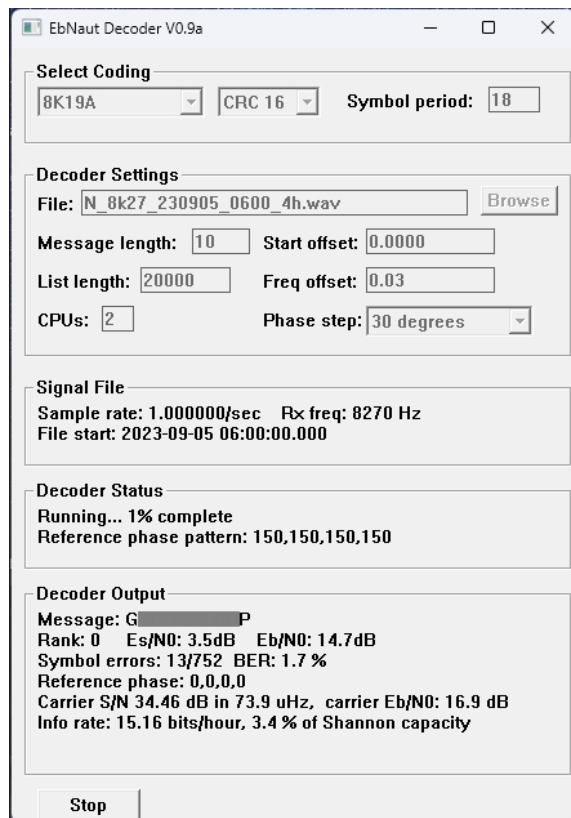 EbNaut Decoder V0.9a
Select Coding
8K19A CRC 16 Symbol period: 18
Decoder Settings
File: N_8k27_230905_0600_4h.wav Browse
Message length: 10 Start offset: 0.0000
List length: 20000 Freq offset: 0.03
CPUs: 2 Phase step: 30 degrees
Signal File
Sample rate: 1.000000/sec Rx freq: 8270 Hz
File start: 2023-09-05 06:00:00.000
Decoder Status
Running... 1% complete
Reference phase pattern: 150,150,150,150
Decoder Output
Message: G P
Rank: 0 Es/N0: 3.5dB Eb/N0: 14.7dB
Symbol errors: 13/752 BER: 1.7 %
Reference phase: 0,0,0,0
Carrier S/N 34.46 dB in 73.9 uHz, carrier Eb/N0: 16.9 dB
Info rate: 15.16 bits/hour, 3.4 % of Shannon capacity
Stop